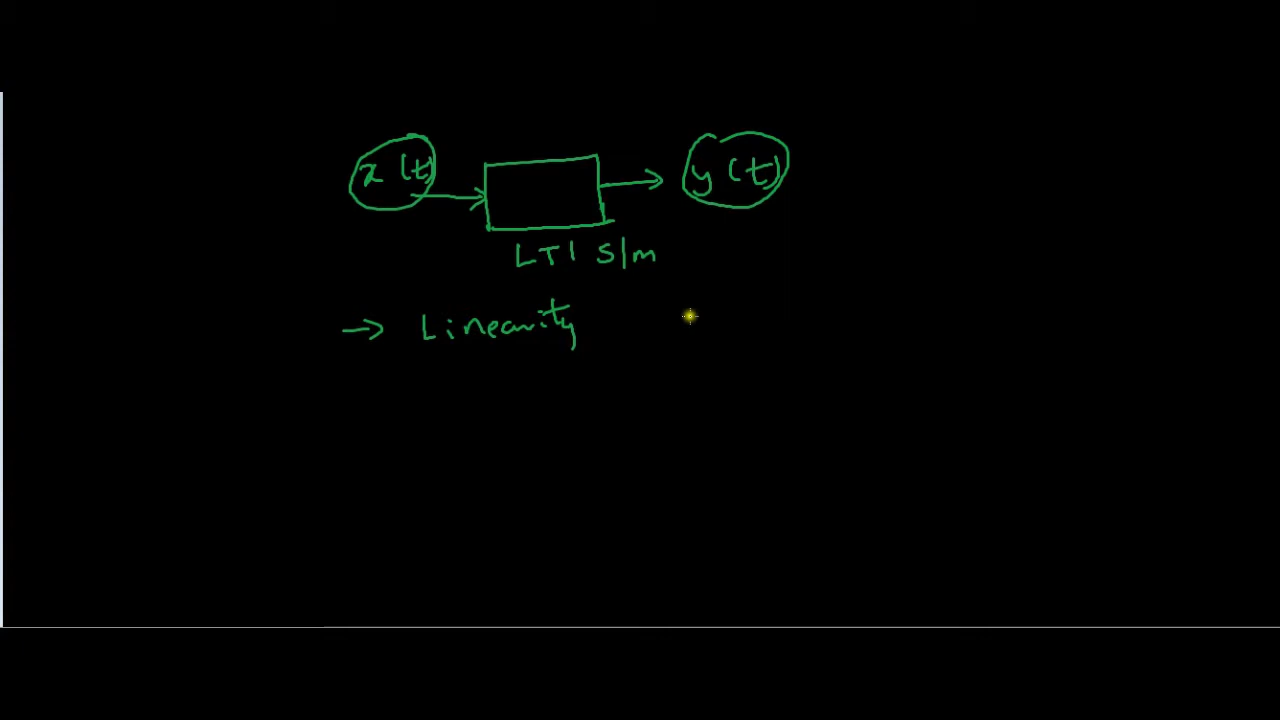 x (t) → y (t)
LTI S/m
→ Linearity